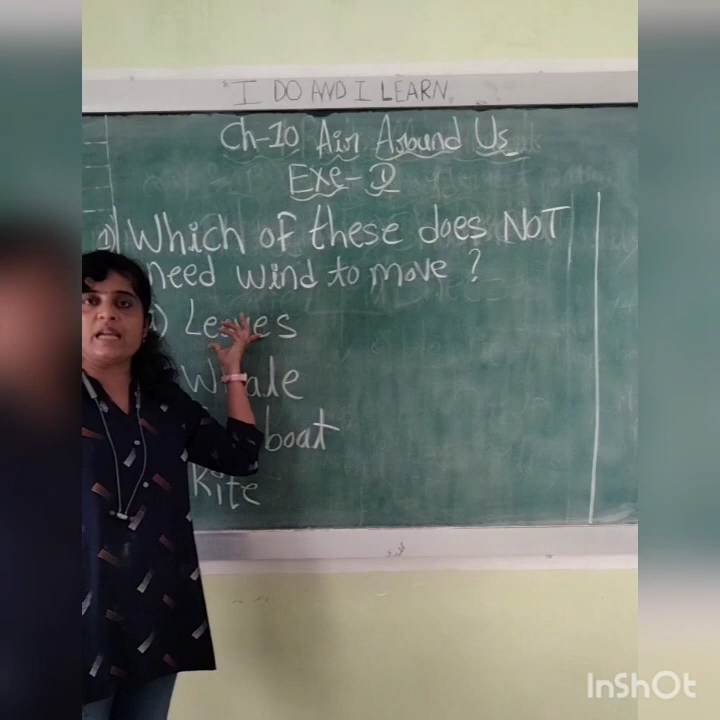 "I DO AND I LEARN.
Ch-10 Air Around Us
Exe-D
a) Which of these does NOT
need wind to move ?
Leaves
Whale
boat
Kite
InShOt